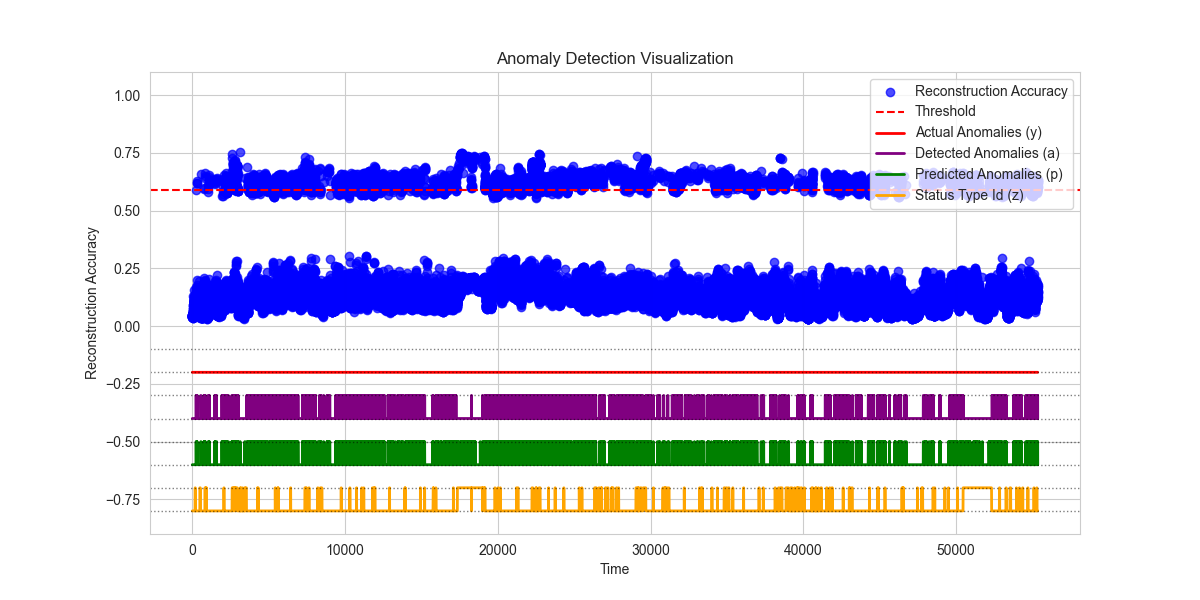 Anomaly Detection Visualization
Reconstruction Accuracy
1.00
0.75
0.50
0.25
0.00
−0.25
−0.50
−0.75
0
10000
20000
30000
40000
50000
Time
Reconstruction Accuracy
Threshold
Actual Anomalies (y)
Detected Anomalies (a)
Predicted Anomalies (p)
Status Type Id (z)